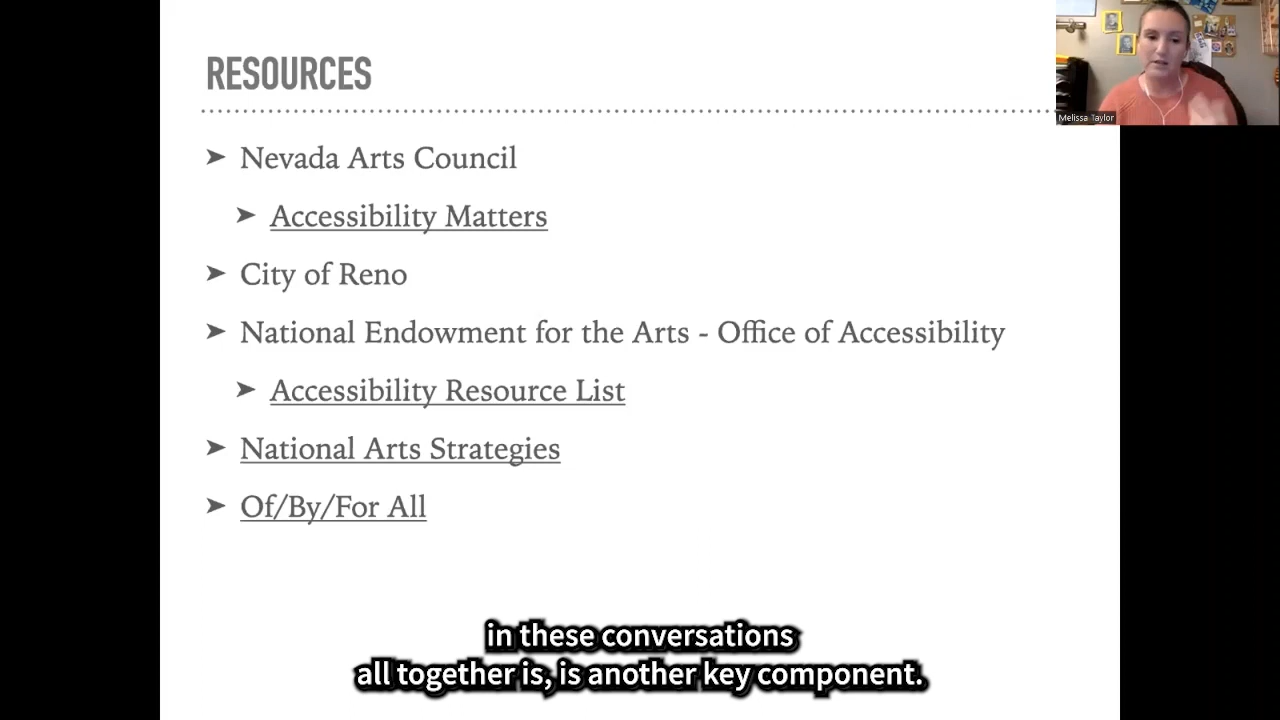 RESOURCES
Melissa Taylor
➤ Nevada Arts Council
➤ Accessibility Matters
➤ City of Reno
➤ National Endowment for the Arts - Office of Accessibility
➤ Accessibility Resource List
➤ National Arts Strategies
➤ Of/By/For All
in these conversations
all together is, is another key component.